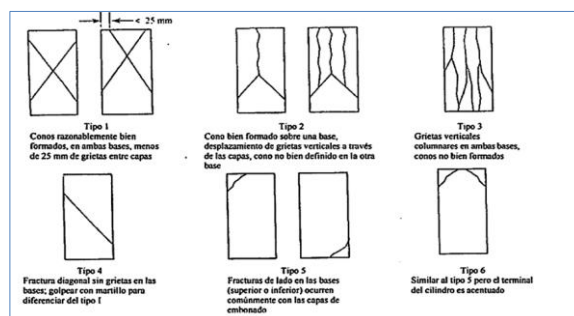 < 25 mm
Tipo 1
Conos razonablemente bien
formados, en ambas bases, menos
de 25 mm de grietas entre capas
Tipo 2
Cono bien formado sobre una base,
desplazamiento de grietas verticales a través
de las capas, cono no bien definido en la otra
base
Tipo 3
Grietas verticales
columnares en ambas bases,
conos no bien formados
Tipo 4
Fractura diagonal sin grietas en las
bases; golpear con martillo para
diferenciar del tipo I
Tipo 5
Fracturas de lado en las bases
(superior o inferior) ocurren
comúnmente con las capas de
embonado
Tipo 6
Similar al tipo 5 pero el terminal
del cilindro es acentuado